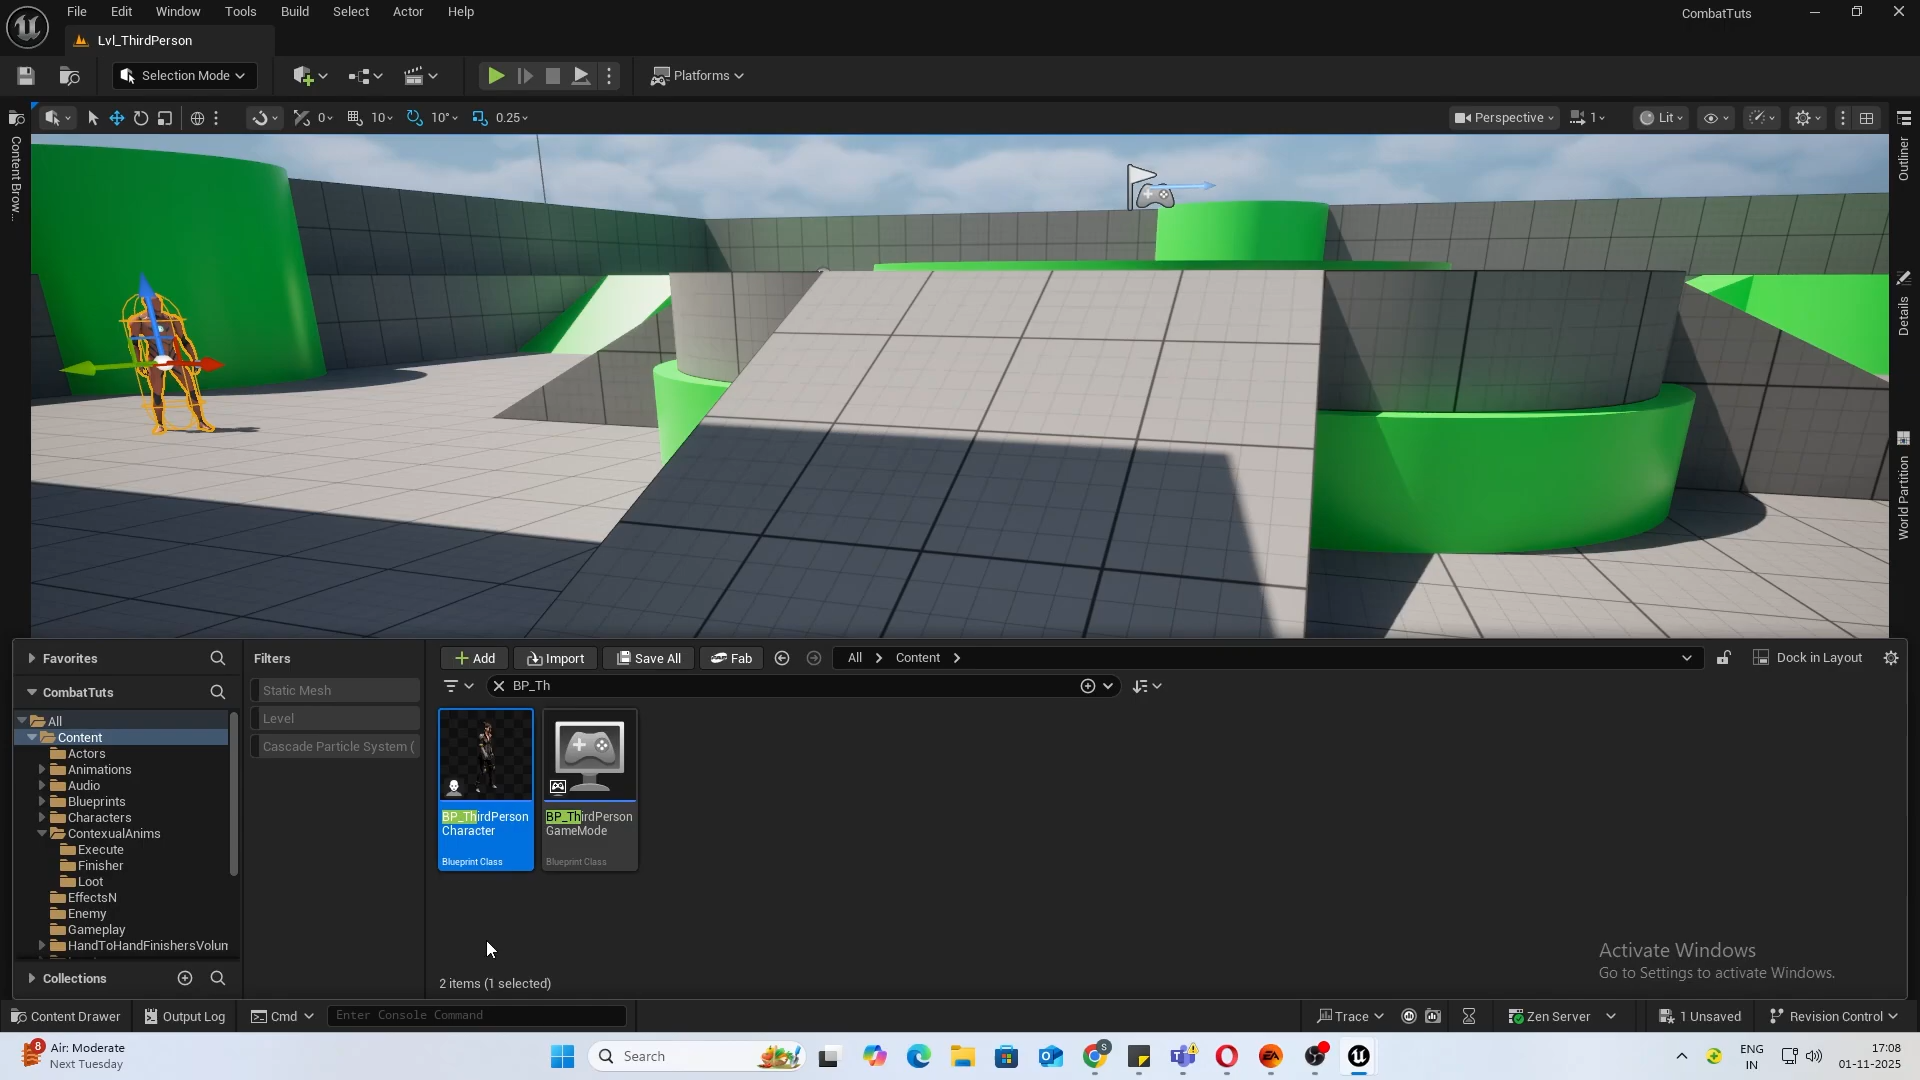 File Edit Window Tools Build Select Actor Help
CombatTuts
Lvl_ThirdPerson
Selection Mode
Platforms
0 10 10° 0.25
Perspective 1 Lit
Content Brow...
Outliner
Details
World Partition
Favorites
Filters
Add Import Save All Fab All Content Dock in Layout
CombatTuts
Static Mesh
BP_Th
Level
Cascade Particle System (
All
Content
Actors
Animations
Audio
Blueprints
Characters
ContexualAnims
Execute
Finisher
Loot
EffectsN
Enemy
Gameplay
HandToHandFinishersVolun
BP_ThirdPerson
Character
Blueprint Class
BP_ThirdPerson
GameMode
Blueprint Class
Activate Windows
Go to Settings to activate Windows.
Collections
2 items (1 selected)
Content Drawer Output Log Cmd Enter Console Command Trace Zen Server 1 Unsaved Revision Control
8
Air: Moderate
Next Tuesday
Search
S
EA
ENG
IN
17:08
01-11-2025